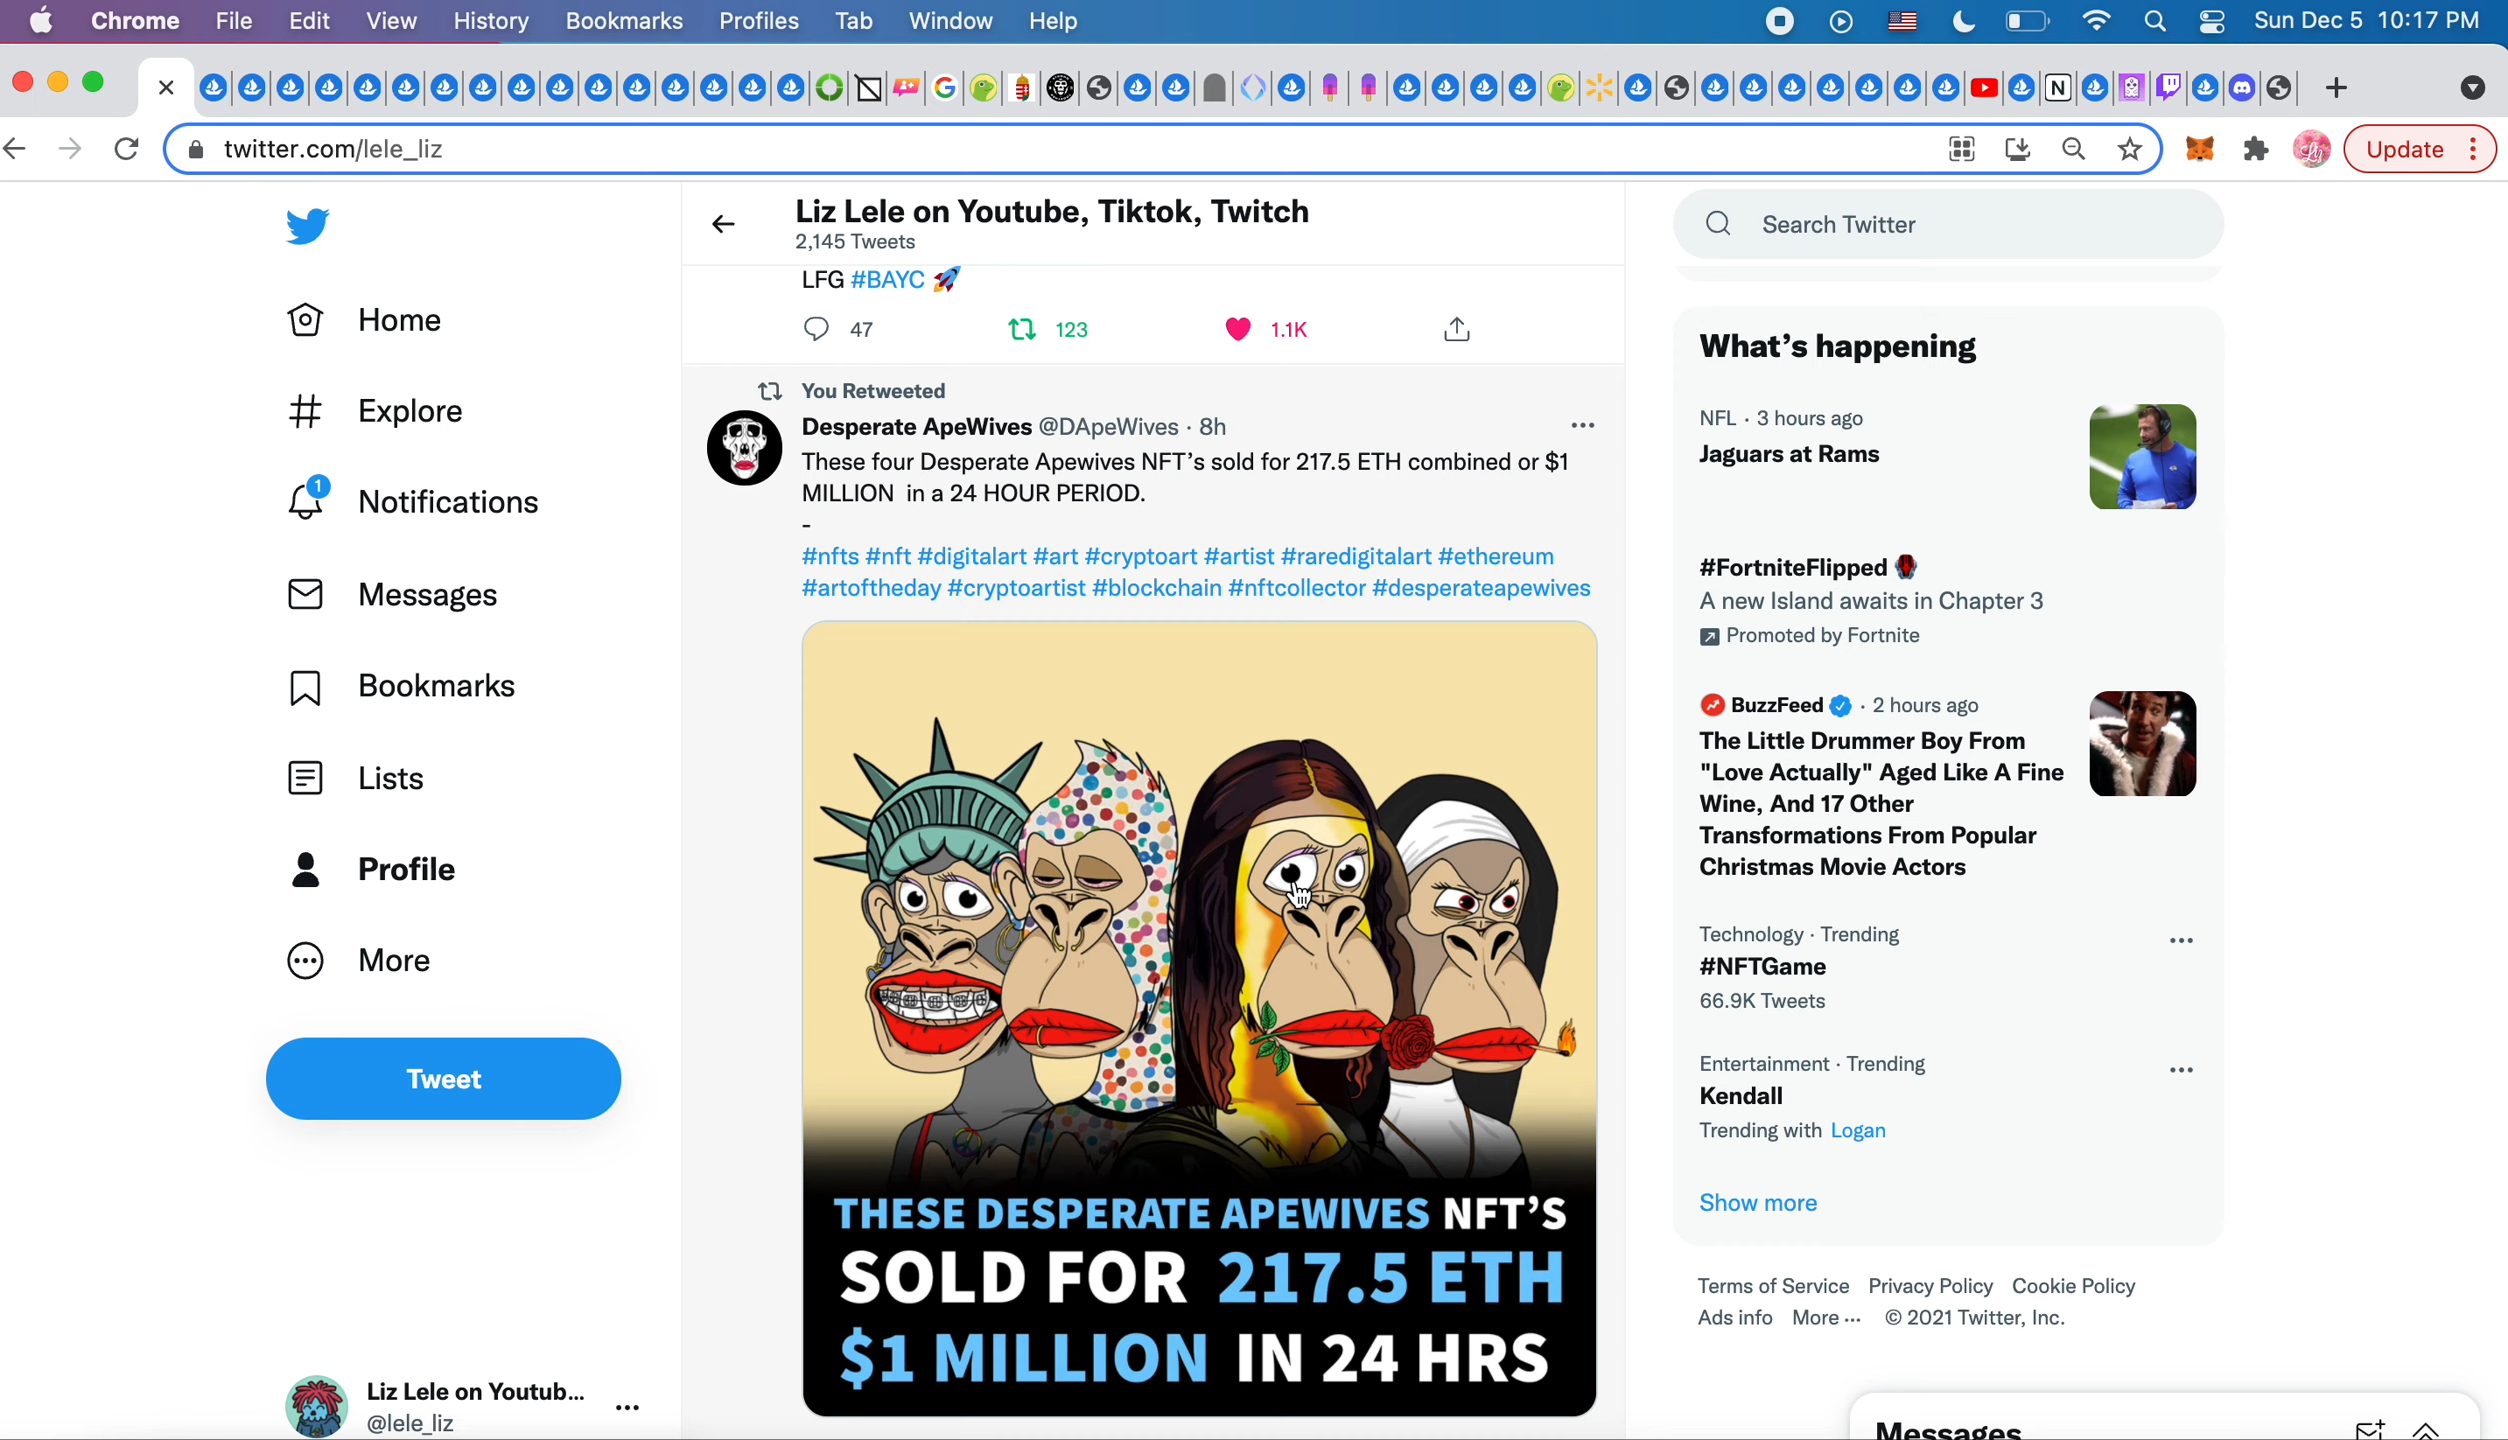 Chrome File Edit View History Bookmarks Profiles Tab Window Help Sun Dec 5 10:17 PM
twitter.com/lele_liz Update
Home
Explore
1
Notifications
Messages
Bookmarks
Lists
Profile
More
Tweet
Liz Lele on Youtub...
@lele_liz
Liz Lele on Youtube, Tiktok, Twitch
2,145 Tweets
LFG #BAYC
47 123 1.1K
You Retweeted
Desperate ApeWives @DApeWives · 8h
These four Desperate Apewives NFT's sold for 217.5 ETH combined or $1
MILLION in a 24 HOUR PERIOD.
-
#nfts #nft #digitalart #art #cryptoart #artist #raredigitalart #ethereum
#artoftheday #cryptoartist #blockchain #nftcollector #desperateapewives
THESE DESPERATE APEWIVES NFT'S
SOLD FOR 217.5 ETH
$1 MILLION IN 24 HRS
Search Twitter
What's happening
NFL · 3 hours ago
Jaguars at Rams
#FortniteFlipped
A new Island awaits in Chapter 3
Promoted by Fortnite
BuzzFeed · 2 hours ago
The Little Drummer Boy From
"Love Actually" Aged Like A Fine
Wine, And 17 Other
Transformations From Popular
Christmas Movie Actors
Technology · Trending
#NFTGame
66.9K Tweets
Entertainment · Trending
Kendall
Trending with Logan
Show more
Terms of Service Privacy Policy Cookie Policy
Ads info More ··· © 2021 Twitter, Inc.
Messages